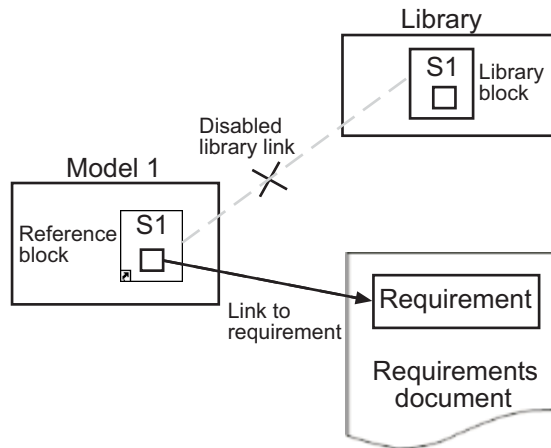 Library
S1
Library
block
Disabled
library link
Model 1
S1
Reference
block
Link to
requirement
Requirement
Requirements
document